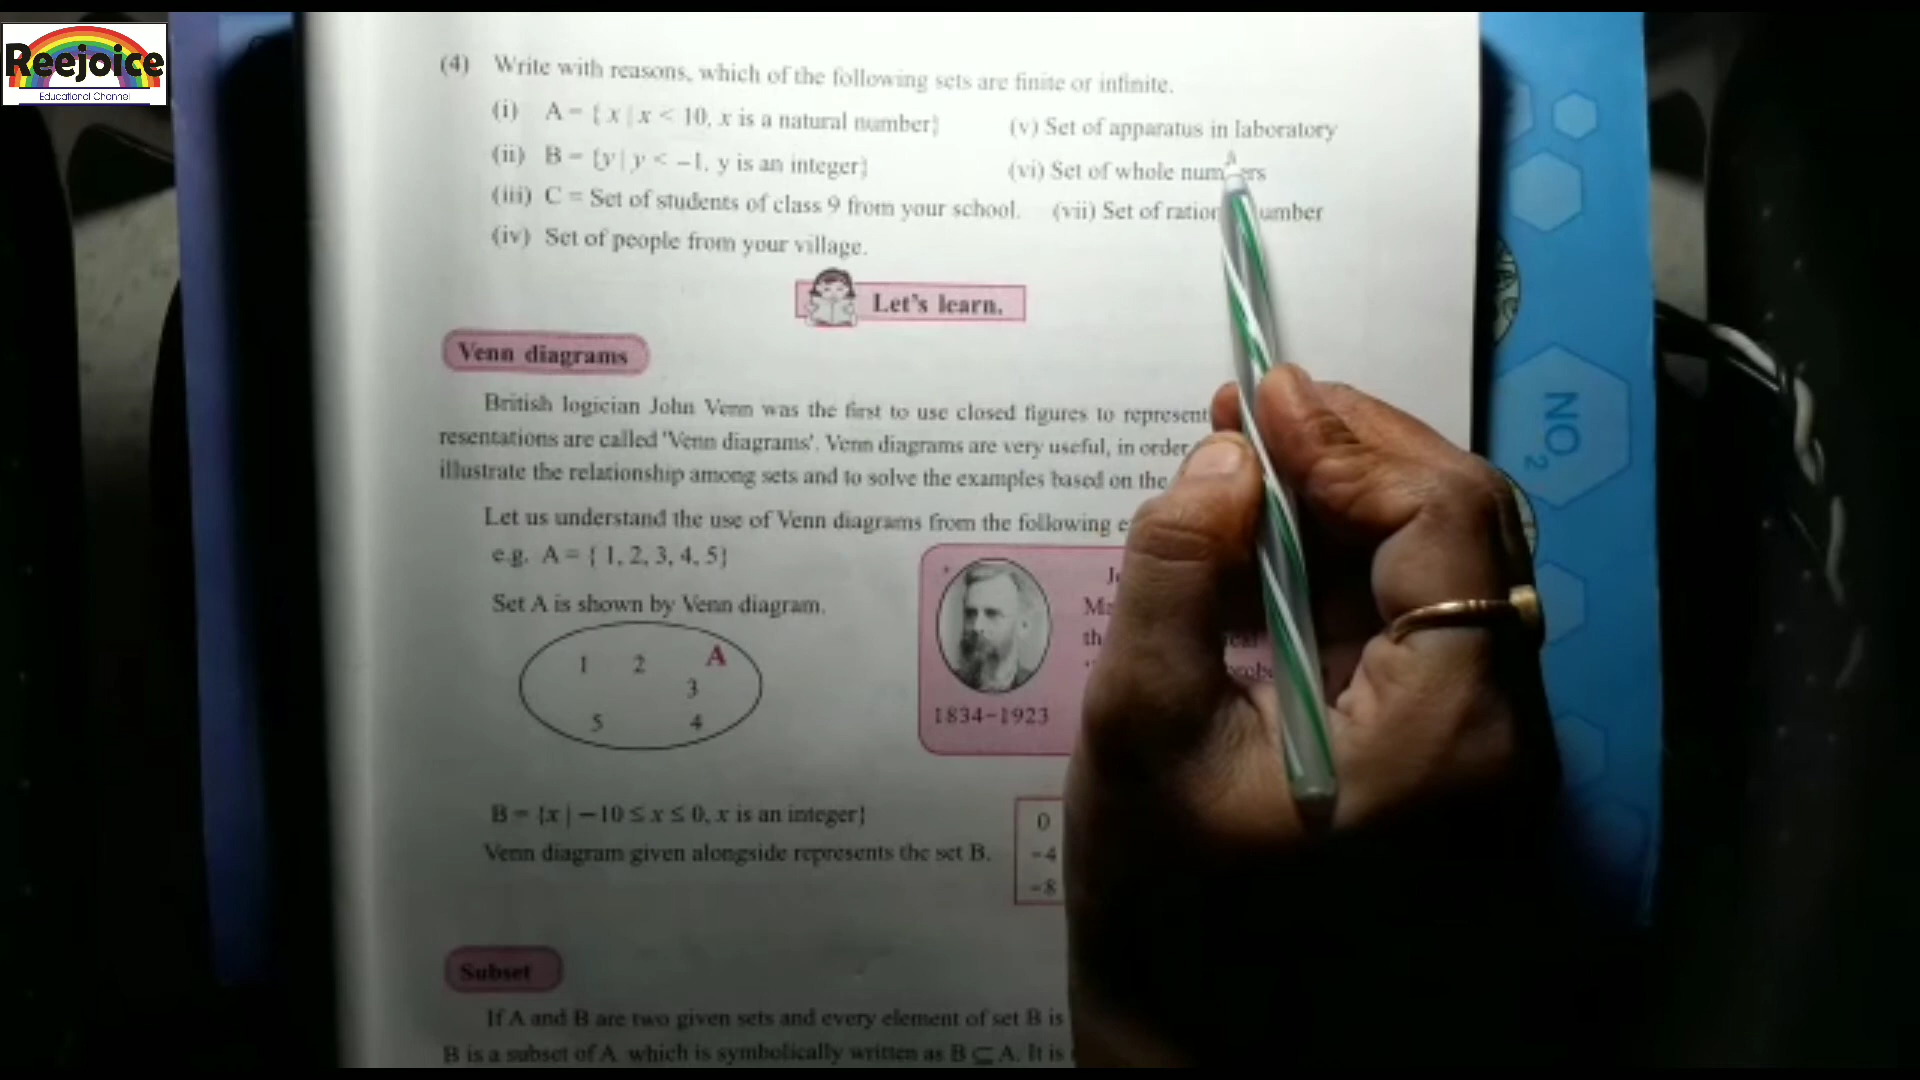 Reejoice
Educational Channel
(4) Write with reasons, which of the following sets are finite or infinite.
(i) A = { x | x < 10, x is a natural number} (v) Set of apparatus in laboratory
(ii) B = {y | y < −1, y is an integer} (vi) Set of whole numbers
(iii) C = Set of students of class 9 from your school. (vii) Set of ration umber
(iv) Set of people from your village.
Let's learn.
Venn diagrams
British logician John Venn was the first to use closed figures to represent
resentations are called 'Venn diagrams'. Venn diagrams are very useful, in order
illustrate the relationship among sets and to solve the examples based on the
Let us understand the use of Venn diagrams from the following
e.g. A = { 1, 2, 3, 4, 5}
Set A is shown by Venn diagram.
1 2 A
3
5 4
1834-1923
B = {x | −10 ≤ x ≤ 0, x is an integer}
Venn diagram given alongside represents the set B.
0
-4
-8
Subset
If A and B are two given sets and every element of set B is
B is a subset of A which is symbolically written as B ⊆ A. It is
NO2